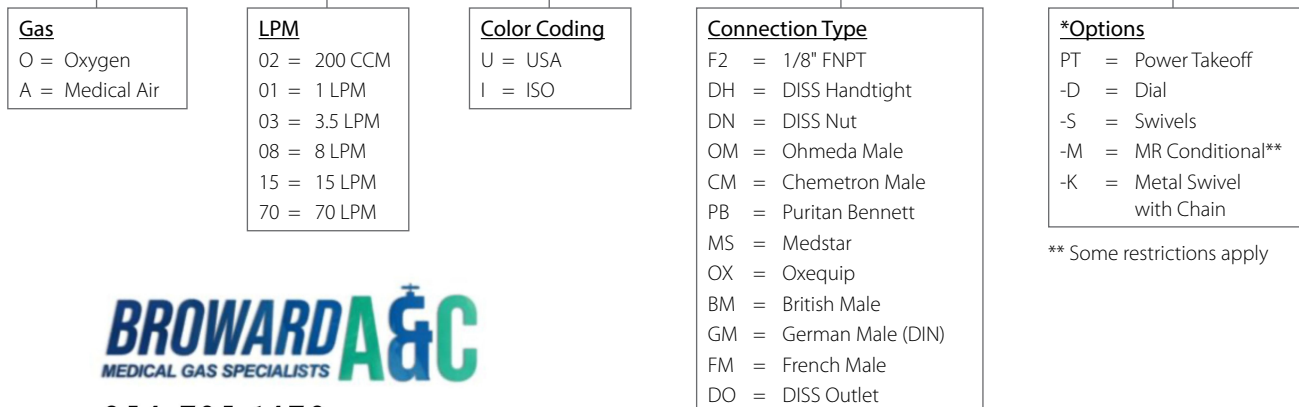 Gas
O = Oxygen
A = Medical Air
LPM
02 = 200 CCM
01 = 1 LPM
03 = 3.5 LPM
08 = 8 LPM
15 = 15 LPM
70 = 70 LPM
Color Coding
U = USA
I = ISO
Connection Type
F2 = 1/8" FNPT
DH = DISS Handtight
DN = DISS Nut
OM = Ohmeda Male
CM = Chemetron Male
PB = Puritan Bennett
MS = Medstar
OX = Oxequip
BM = British Male
GM = German Male (DIN)
FM = French Male
DO = DISS Outlet
*Options
PT = Power Takeoff
-D = Dial
-S = Swivels
-M = MR Conditional**
-K = Metal Swivel
with Chain
** Some restrictions apply
BROWARD A&C
MEDICAL GAS SPECIALISTS